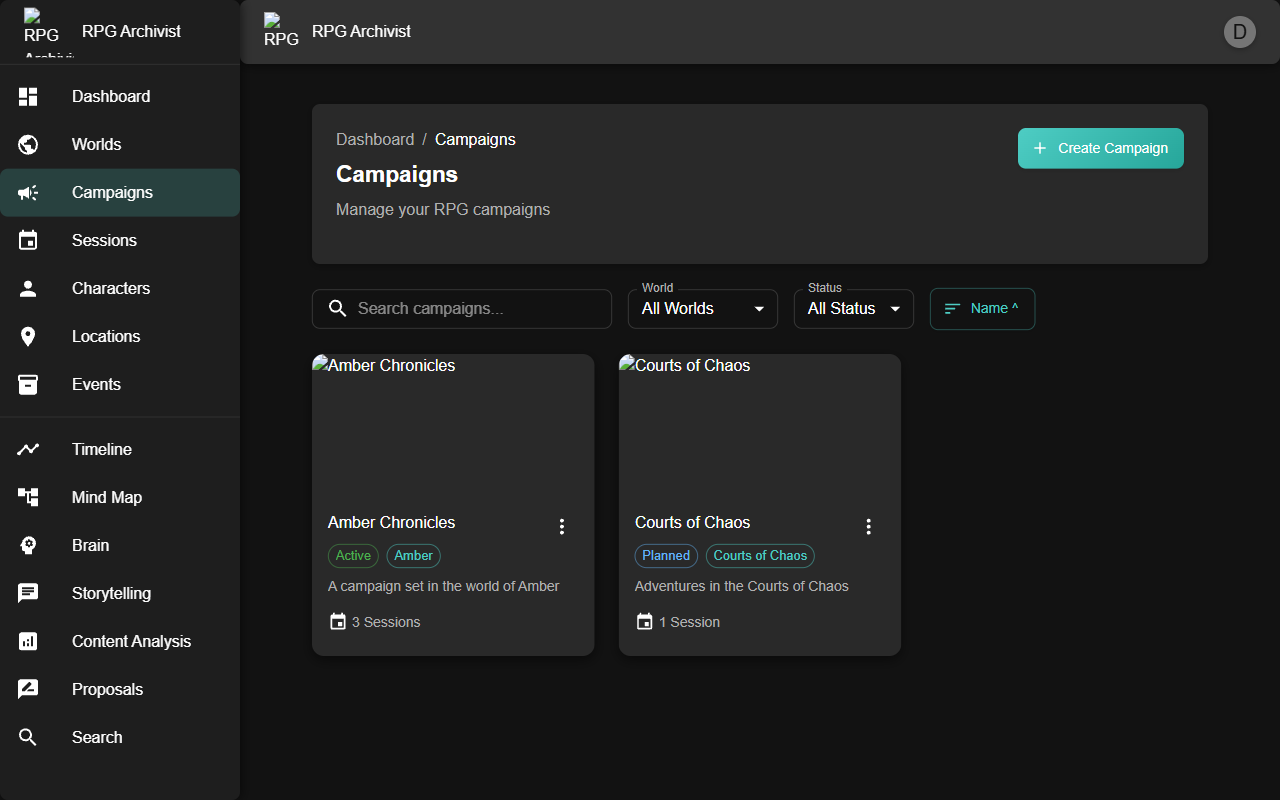 RPG
Archivist
RPG Archivist
Dashboard
Worlds
Campaigns
Sessions
Characters
Locations
Events
Timeline
Mind Map
Brain
Storytelling
Content Analysis
Proposals
Search
RPG
RPG Archivist
D
Dashboard / Campaigns
Campaigns
Manage your RPG campaigns
Create Campaign
Search campaigns...
World
All Worlds
Status
All Status
Name ^
Amber Chronicles
Amber Chronicles
Active
Amber
A campaign set in the world of Amber
3 Sessions
Courts of Chaos
Courts of Chaos
Planned
Courts of Chaos
Adventures in the Courts of Chaos
1 Session